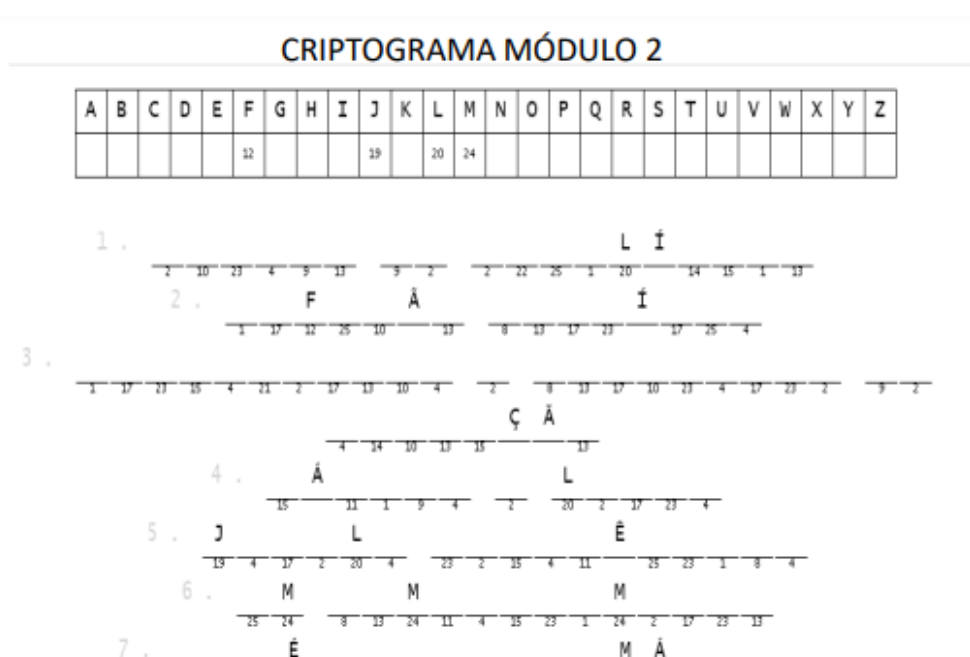 CRIPTOGRAMA MÓDULO 2
A B C D E F G H I J K L M N O P Q R S T U V W X Y Z
12 19 20 24
1 . L Í
2 10 23 4 9 13 9 2 2 22 25 1 20 14 15 1 13
2 . F Â Í
1 17 12 25 10 13 8 13 17 23 17 25 4
3 .
1 17 23 15 4 21 2 17 13 10 4 2 8 13 17 10 23 4 17 23 2 9 2
Ç Ã
4 14 10 13 15 13
4 . Á L
15 11 1 9 4 2 20 2 17 23 4
5 . J L Ê
19 4 17 2 20 4 23 2 15 4 11 25 23 1 8 4
6 . M M M
25 24 8 13 24 11 4 15 23 1 24 2 17 23 13
7 . Ê M Á